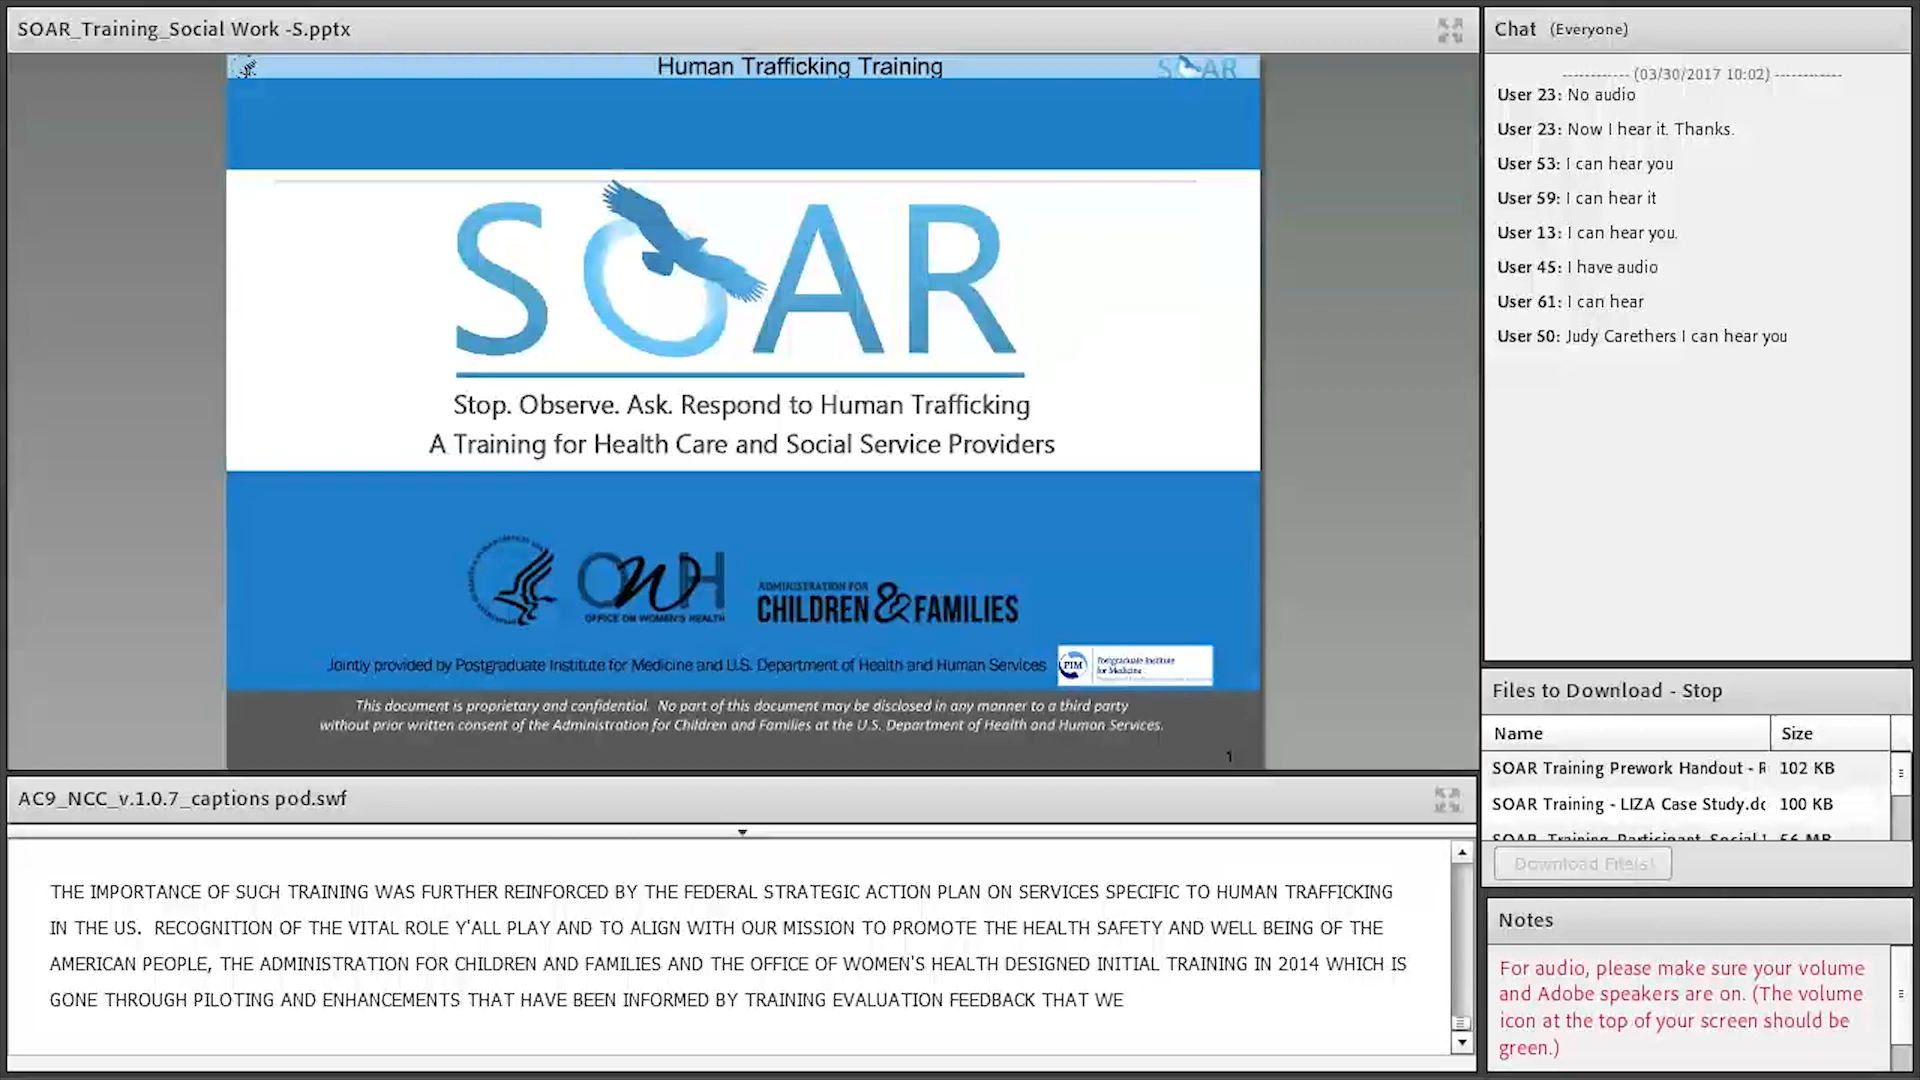 SOAR_Training_Social Work -S.pptx
Human Trafficking Training
SOAR
SOAR
Stop. Observe. Ask. Respond to Human Trafficking
A Training for Health Care and Social Service Providers
OWH
OFFICE ON WOMEN'S HEALTH
ADMINISTRATION FOR
CHILDREN & FAMILIES
Jointly provided by Postgraduate Institute for Medicine and U.S. Department of Health and Human Services
PIM
Postgraduate Institute
for Medicine
This document is proprietary and confidential. No part of this document may be disclosed in any manner to a third party
without prior written consent of the Administration for Children and Families at the U.S. Department of Health and Human Services.
1
AC9_NCC_v.1.0.7_captions pod.swf
THE IMPORTANCE OF SUCH TRAINING WAS FURTHER REINFORCED BY THE FEDERAL STRATEGIC ACTION PLAN ON SERVICES SPECIFIC TO HUMAN TRAFFICKING
IN THE US. RECOGNITION OF THE VITAL ROLE Y'ALL PLAY AND TO ALIGN WITH OUR MISSION TO PROMOTE THE HEALTH SAFETY AND WELL BEING OF THE
AMERICAN PEOPLE, THE ADMINISTRATION FOR CHILDREN AND FAMILIES AND THE OFFICE OF WOMEN'S HEALTH DESIGNED INITIAL TRAINING IN 2014 WHICH IS
GONE THROUGH PILOTING AND ENHANCEMENTS THAT HAVE BEEN INFORMED BY TRAINING EVALUATION FEEDBACK THAT WE
Chat (Everyone)
------------ (03/30/2017 10:02) ------------
User 23: No audio
User 23: Now I hear it. Thanks.
User 53: I can hear you
User 59: I can hear it
User 13: I can hear you.
User 45: I have audio
User 61: I can hear
User 50: Judy Carethers I can hear you
Files to Download - Stop
Name Size
SOAR Training Prework Handout - R 102 KB
SOAR Training - LIZA Case Study.dc 100 KB
SOAR_Training_Participant_Social 56 MB
Download File(s)
Notes
For audio, please make sure your volume
and Adobe speakers are on. (The volume
icon at the top of your screen should be
green.)